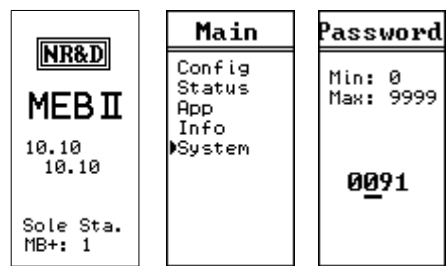 NR&D
MEB II
10.10
10.10
Sole Sta.
MB+: 1
Main
Config
Status
App
Info
System
Password
Min: 0
Max: 9999
0091